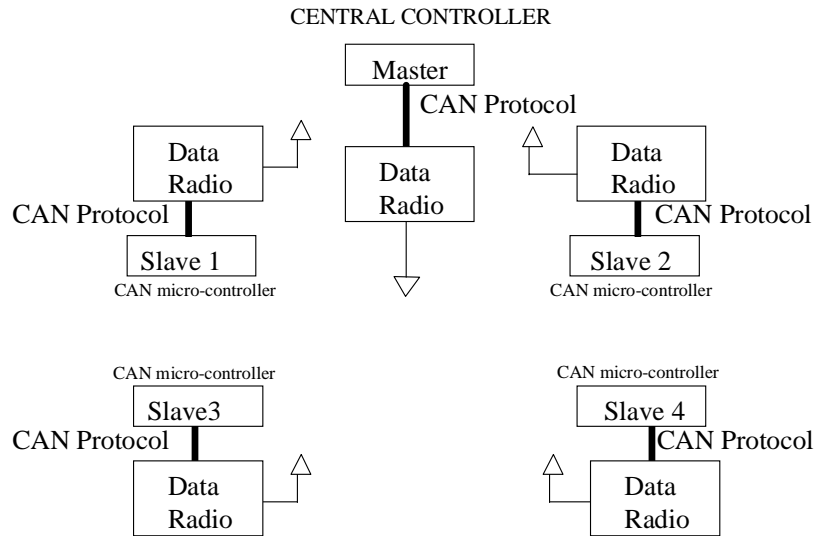 CENTRAL CONTROLLER
Master
CAN Protocol
Data
Radio
CAN Protocol
Slave 1
CAN micro-controller
Data
Radio
Data
Radio
CAN Protocol
Slave 2
CAN micro-controller
CAN micro-controller
Slave3
CAN Protocol
Data
Radio
CAN micro-controller
Slave 4
CAN Protocol
Data
Radio